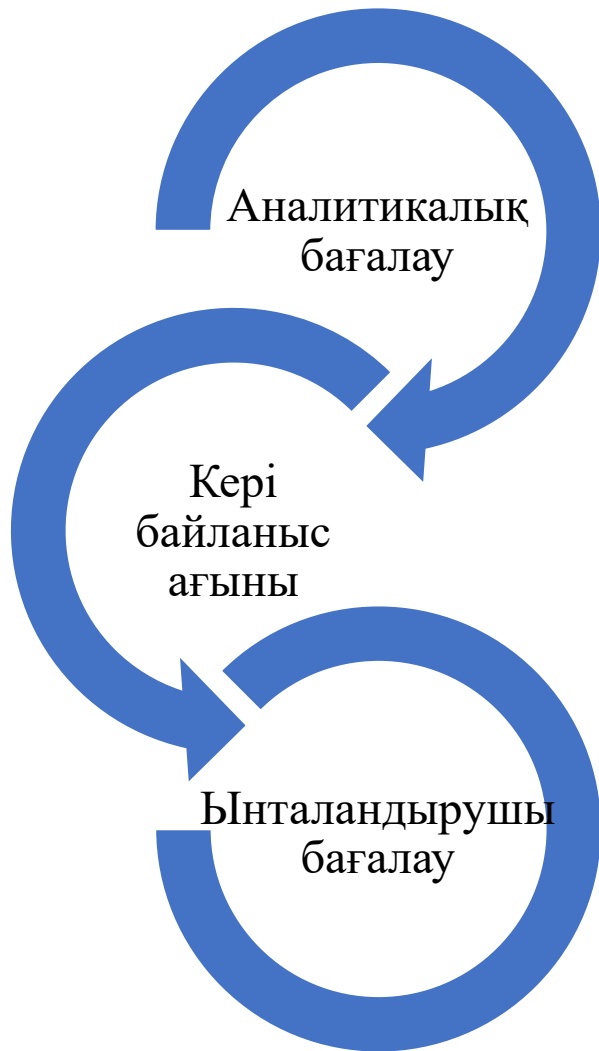 Аналитикалық
бағалау
Кері
байланыс
ағыны
Ынталандырушы
бағалау